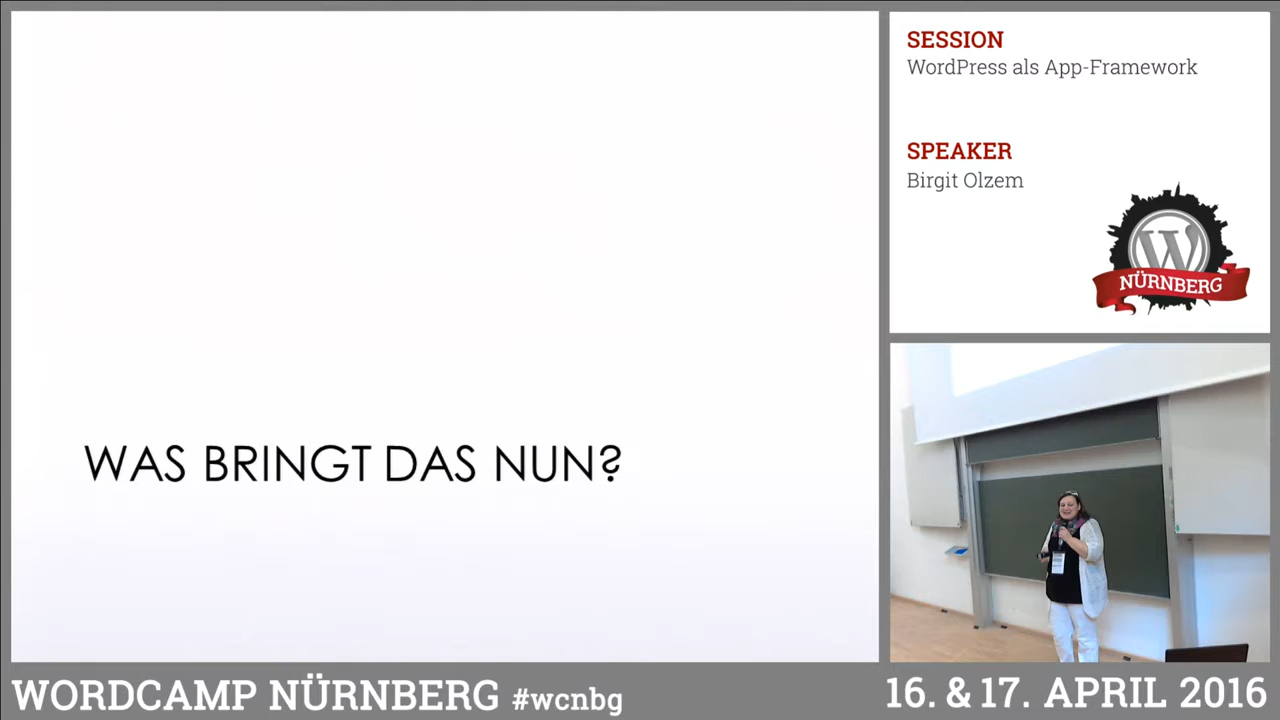 WAS BRINGT DAS NUN?
SESSION
WordPress als App-Framework
SPEAKER
Birgit Olzem
W
NÜRNBERG
WORDCAMP NÜRNBERG #wcnbg
16. & 17. APRIL 2016